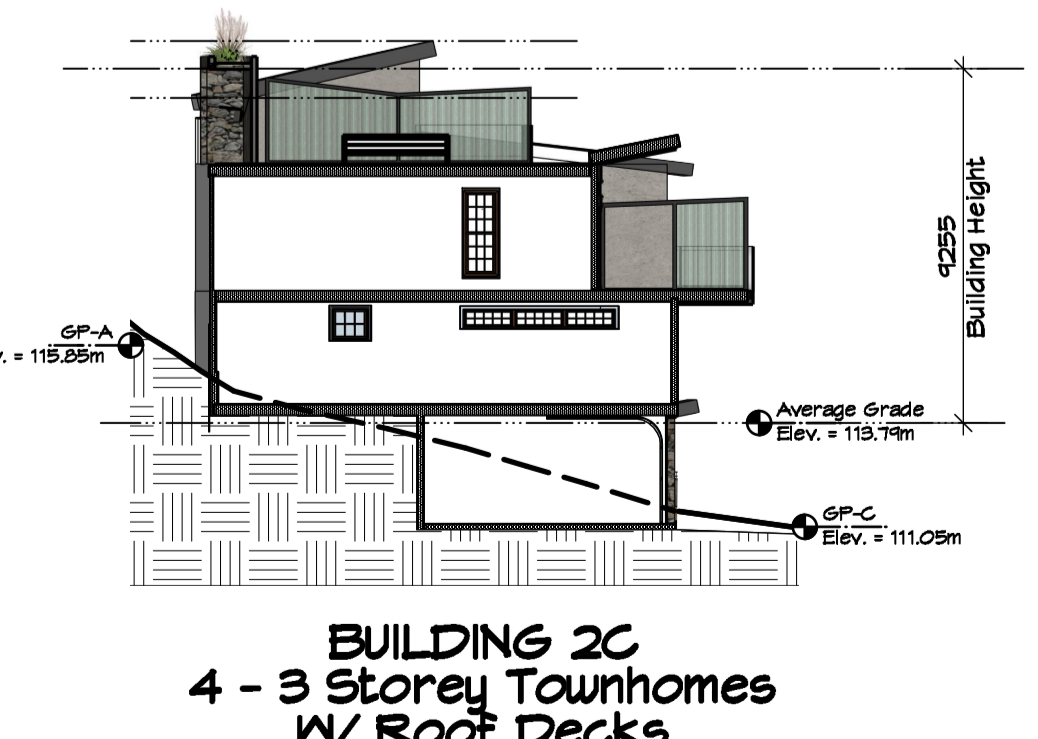 9255
Building Height
GP-A
v. = 115.85m
Average Grade
Elev. = 113.79m
GP-C
Elev. = 111.05m
BUILDING 2C
4 - 3 Storey Townhomes
W/ Roof Decks